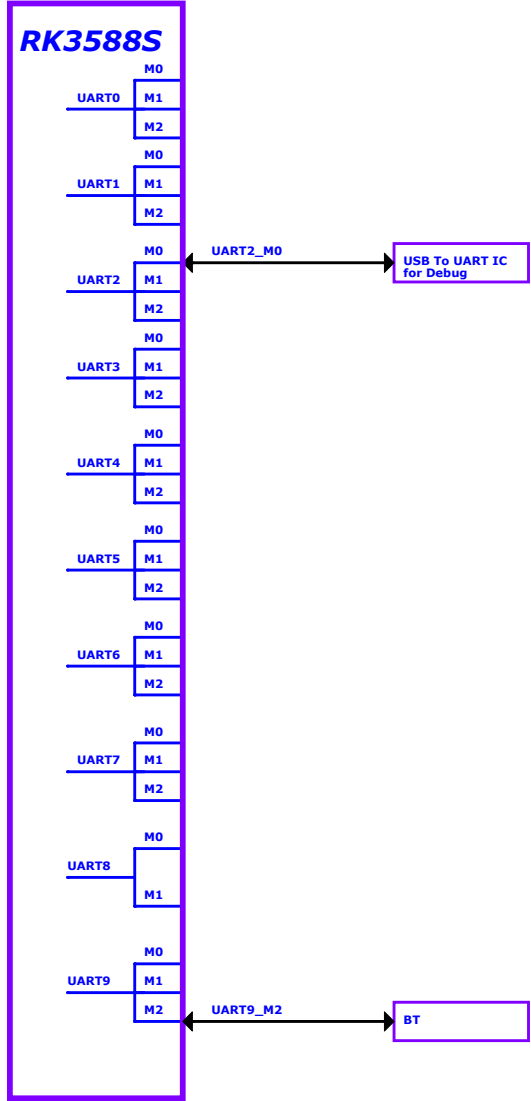 RK3588S
M0
UART0
M1
M2
M0
UART1
M1
M2
M0
UART2_M0
USB To UART IC
for Debug
UART2
M1
M2
M0
UART3
M1
M2
M0
UART4
M1
M2
M0
UART5
M1
M2
M0
UART6
M1
M2
M0
UART7
M1
M2
M0
UART8
M1
M0
UART9
M1
M2
UART9_M2
BT